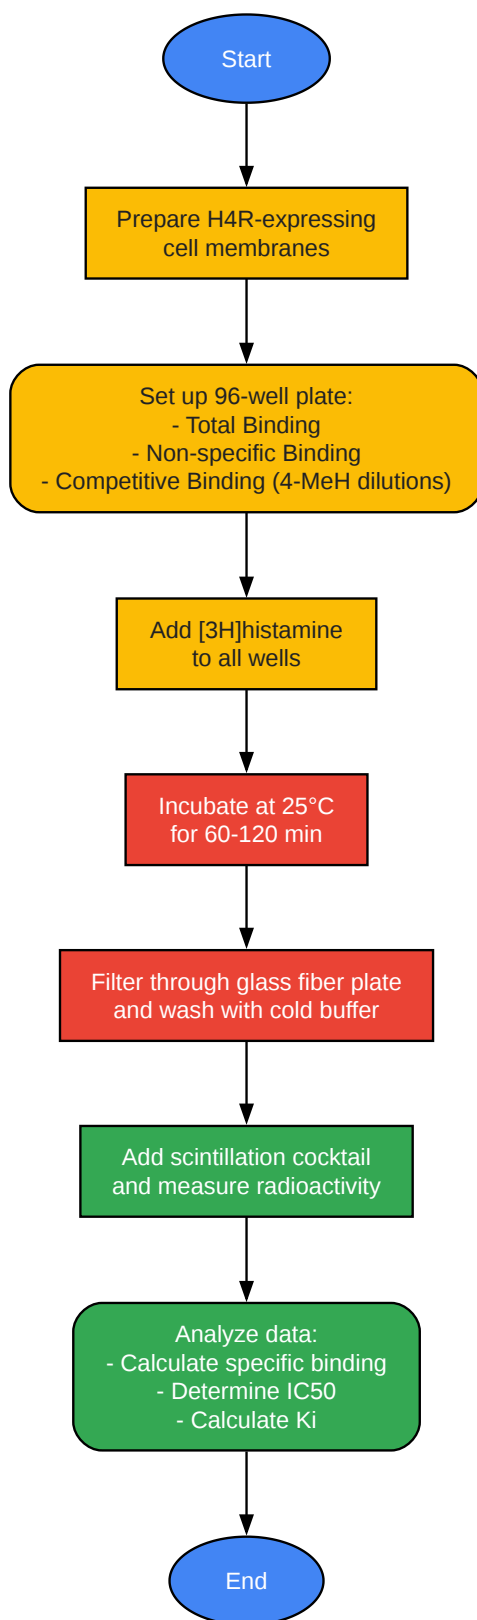 Start
Prepare H4R-expressing
cell membranes
Set up 96-well plate:
- Total Binding
- Non-specific Binding
- Competitive Binding (4-MeH dilutions)
Add [3H]histamine
to all wells
Incubate at 25°C
for 60-120 min
Filter through glass fiber plate
and wash with cold buffer
Add scintillation cocktail
and measure radioactivity
Analyze data:
- Calculate specific binding
- Determine IC50
- Calculate Ki
End